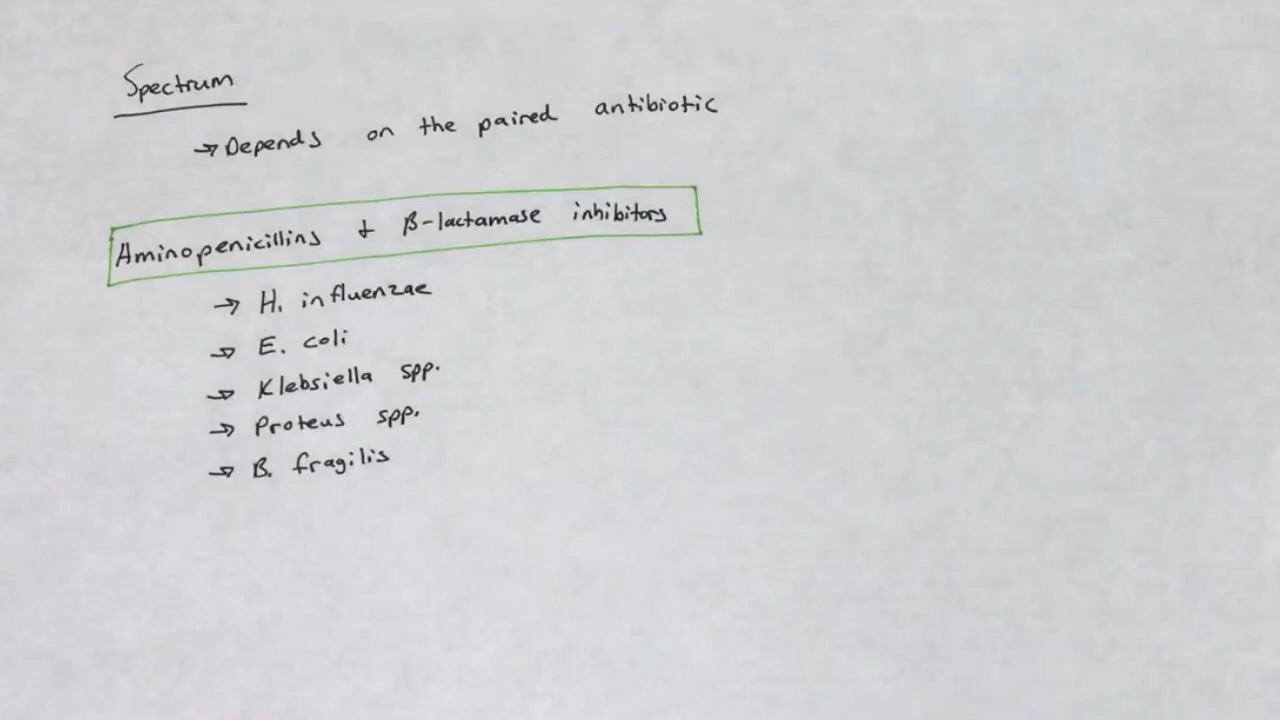 Spectrum
→ Depends on the paired antibiotic
Aminopenicillins + β-lactamase inhibitors
→ H. influenzae
→ E. coli
→ Klebsiella spp.
→ Proteus spp.
→ B. fragilis